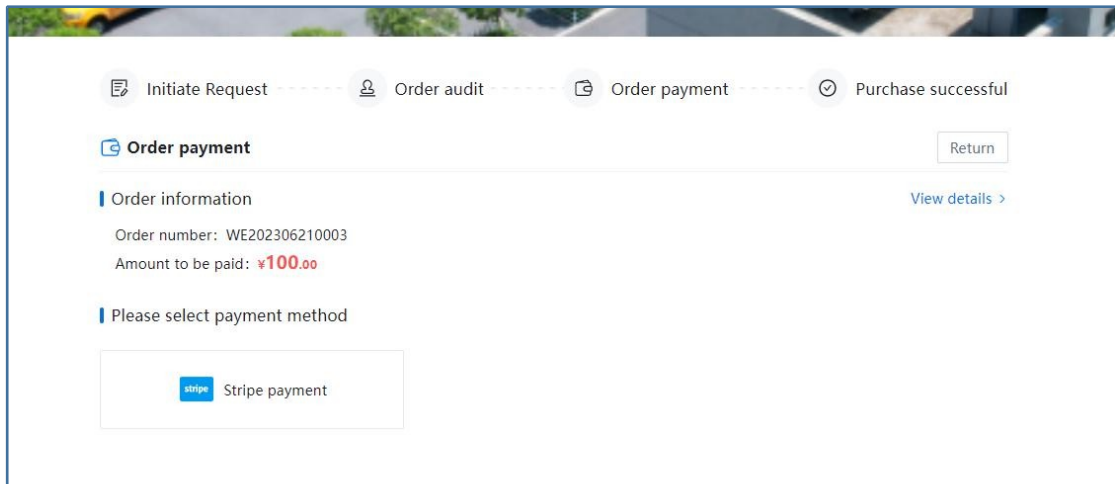 Initiate Request Order audit Order payment Purchase successful
Order payment Return
Order information View details >
Order number: WE202306210003
Amount to be paid: ¥100.00
Please select payment method
stripe Stripe payment